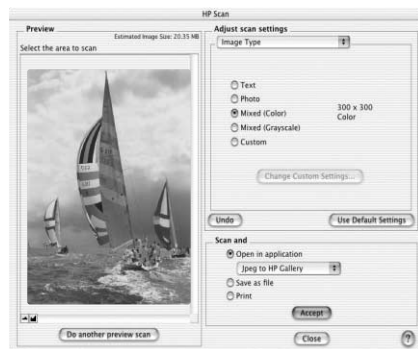 HP Scan
Preview
Estimated Image Size: 20.35 MB
Select the area to scan
Do another preview scan
Adjust scan settings
Image Type
Text
Photo
Mixed (Color)
300 x 300
Color
Mixed (Grayscale)
Custom
Change Custom Settings...
Undo
Use Default Settings
Scan and
Open in application
Jpeg to HP Gallery
Save as file
Print
Accept
Close
?